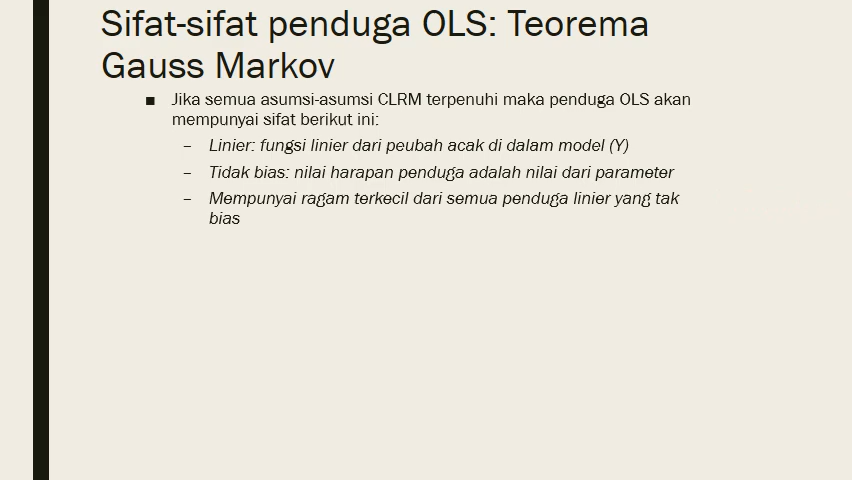 Sifat-sifat penduga OLS: Teorema
Gauss Markov
■ Jika semua asumsi-asumsi CLRM terpenuhi maka penduga OLS akan
mempunyai sifat berikut ini:
– Linier: fungsi linier dari peubah acak di dalam model (Y)
– Tidak bias: nilai harapan penduga adalah nilai dari parameter
– Mempunyai ragam terkecil dari semua penduga linier yang tak
bias